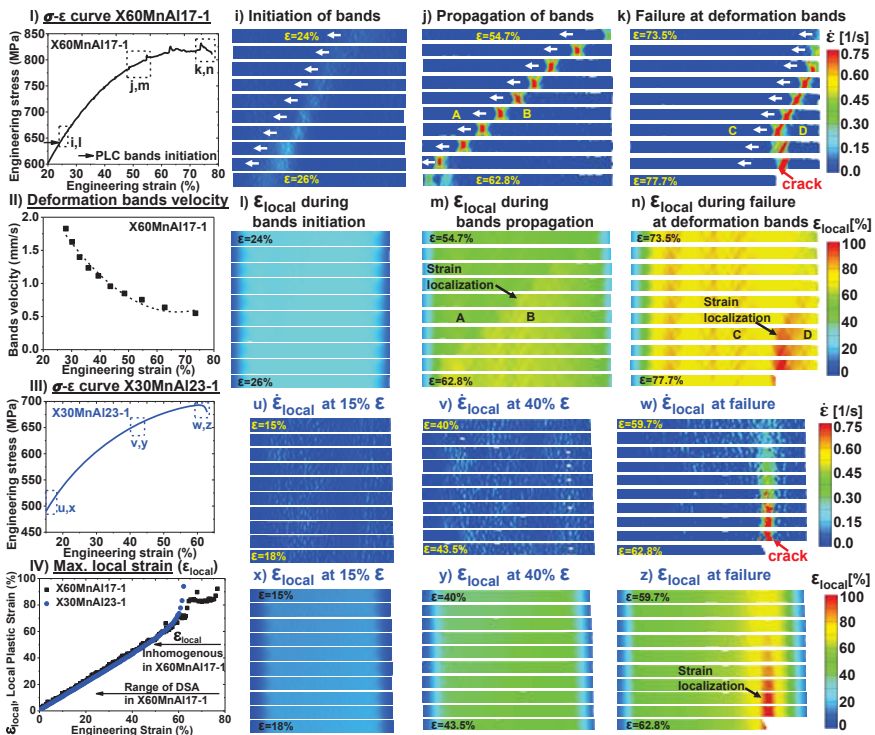 I) σ-ε curve X60MnAl17-1
Engineering stress (MPa)
850
800
750
700
650
600
X60MnAl17-1
k,n
j,m
i,l
PLC bands initiation
20 30 40 50 60 70 80
Engineering strain (%)
i) Initiation of bands
ε=24%
ε=26%
j) Propagation of bands
ε=54.7%
A
B
ε=62.8%
k) Failure at deformation bands
ε=73.5%
C
D
ε=77.7%
crack
ε̇ [1/s]
0.75
0.60
0.45
0.30
0.15
0
II) Deformation bands velocity
Bands velocity (mm/s)
2.0
1.5
1.0
0.5
0.0
X60MnAl17-1
20 30 40 50 60 70 80
Engineering strain (%)
l) εlocal during
bands initiation
ε=24%
ε=26%
m) εlocal during
bands propagation
ε=54.7%
Strain
localization
A
B
ε=62.8%
n) εlocal during failure
at deformation bands
ε=73.5%
Strain
localization
C
D
ε=77.7%
εlocal[%]
100
80
60
40
20
0
III) σ-ε curve X30MnAl23-1
Engineering stress (MPa)
700
650
600
550
500
450
X30MnAl23-1
w,z
v,y
u,x
20 30 40 50 60
Engineering strain (%)
u) ε̇local at 15% ε
ε=15%
ε=18%
v) ε̇local at 40% ε
ε=40%
ε=43.5%
w) ε̇local at failure
ε=59.7%
ε=62.8%
crack
ε̇ [1/s]
0.75
0.60
0.45
0.30
0.15
0
IV) Max. local strain (εlocal)
εlocal, Local Plastic Strain (%)
100
80
60
40
20
X60MnAl17-1
X30MnAl23-1
εlocal
Inhomogenous
in X60MnAl17-1
Range of DSA
in X60MnAl17-1
0 20 40 60 80
Engineering strain (%)
x) εlocal at 15% ε
ε=15%
ε=18%
y) εlocal at 40% ε
ε=40%
ε=43.5%
z) εlocal at failure
ε=59.7%
Strain
localization
ε=62.8%
εlocal[%]
100
80
60
40
20
0